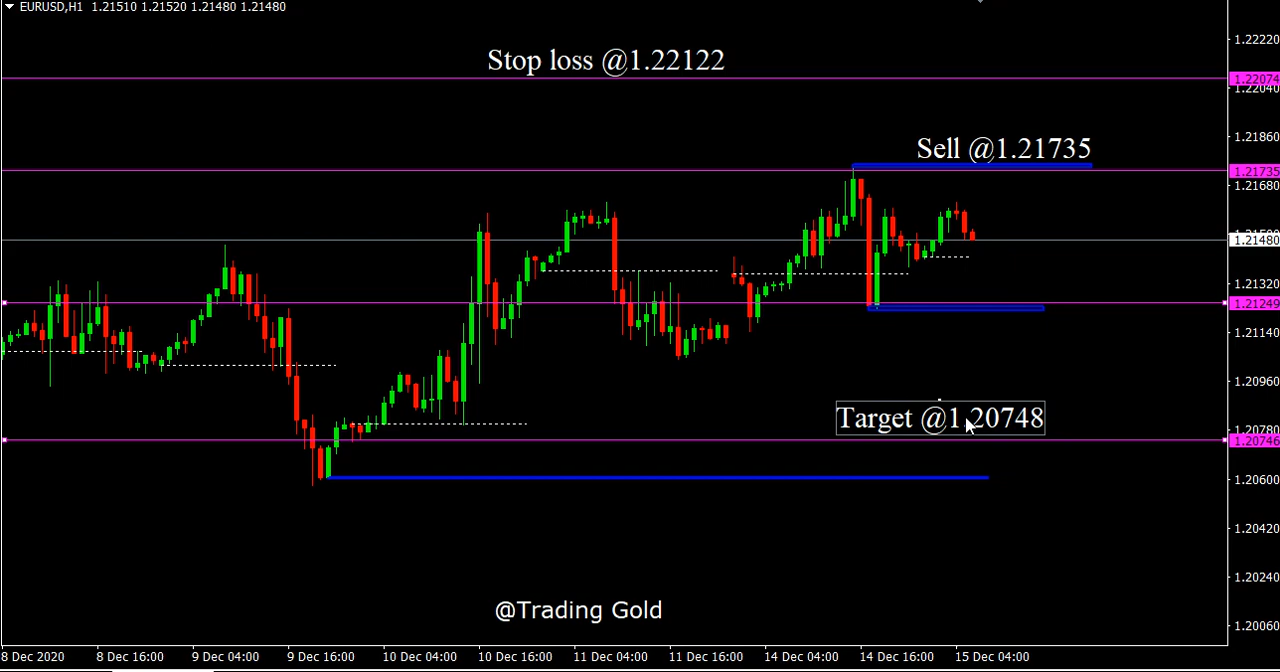 EURUSD,H1 1.21510 1.21520 1.21480 1.21480
Stop loss @1.22122
Sell @1.21735
Target @1.20748
@Trading Gold
1.22220
1.22074
1.22040
1.21860
1.21735
1.21680
1.21480
1.21320
1.21249
1.21140
1.20960
1.20780
1.20746
1.20600
1.20420
1.20240
1.20060
8 Dec 2020 8 Dec 16:00 9 Dec 04:00 9 Dec 16:00 10 Dec 04:00 10 Dec 16:00 11 Dec 04:00 11 Dec 16:00 14 Dec 04:00 14 Dec 16:00 15 Dec 04:00